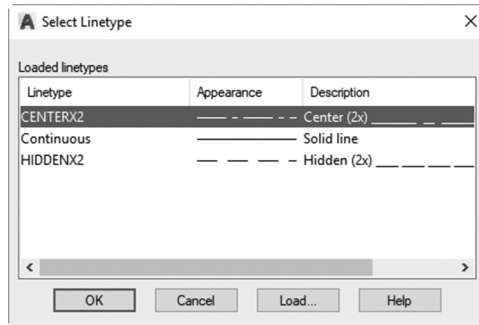 A Select Linetype
Loaded linetypes
Linetype Appearance Description
CENTERX2 Center (2x)
Continuous Solid line
HIDDENX2 Hidden (2x)
OK Cancel Load... Help